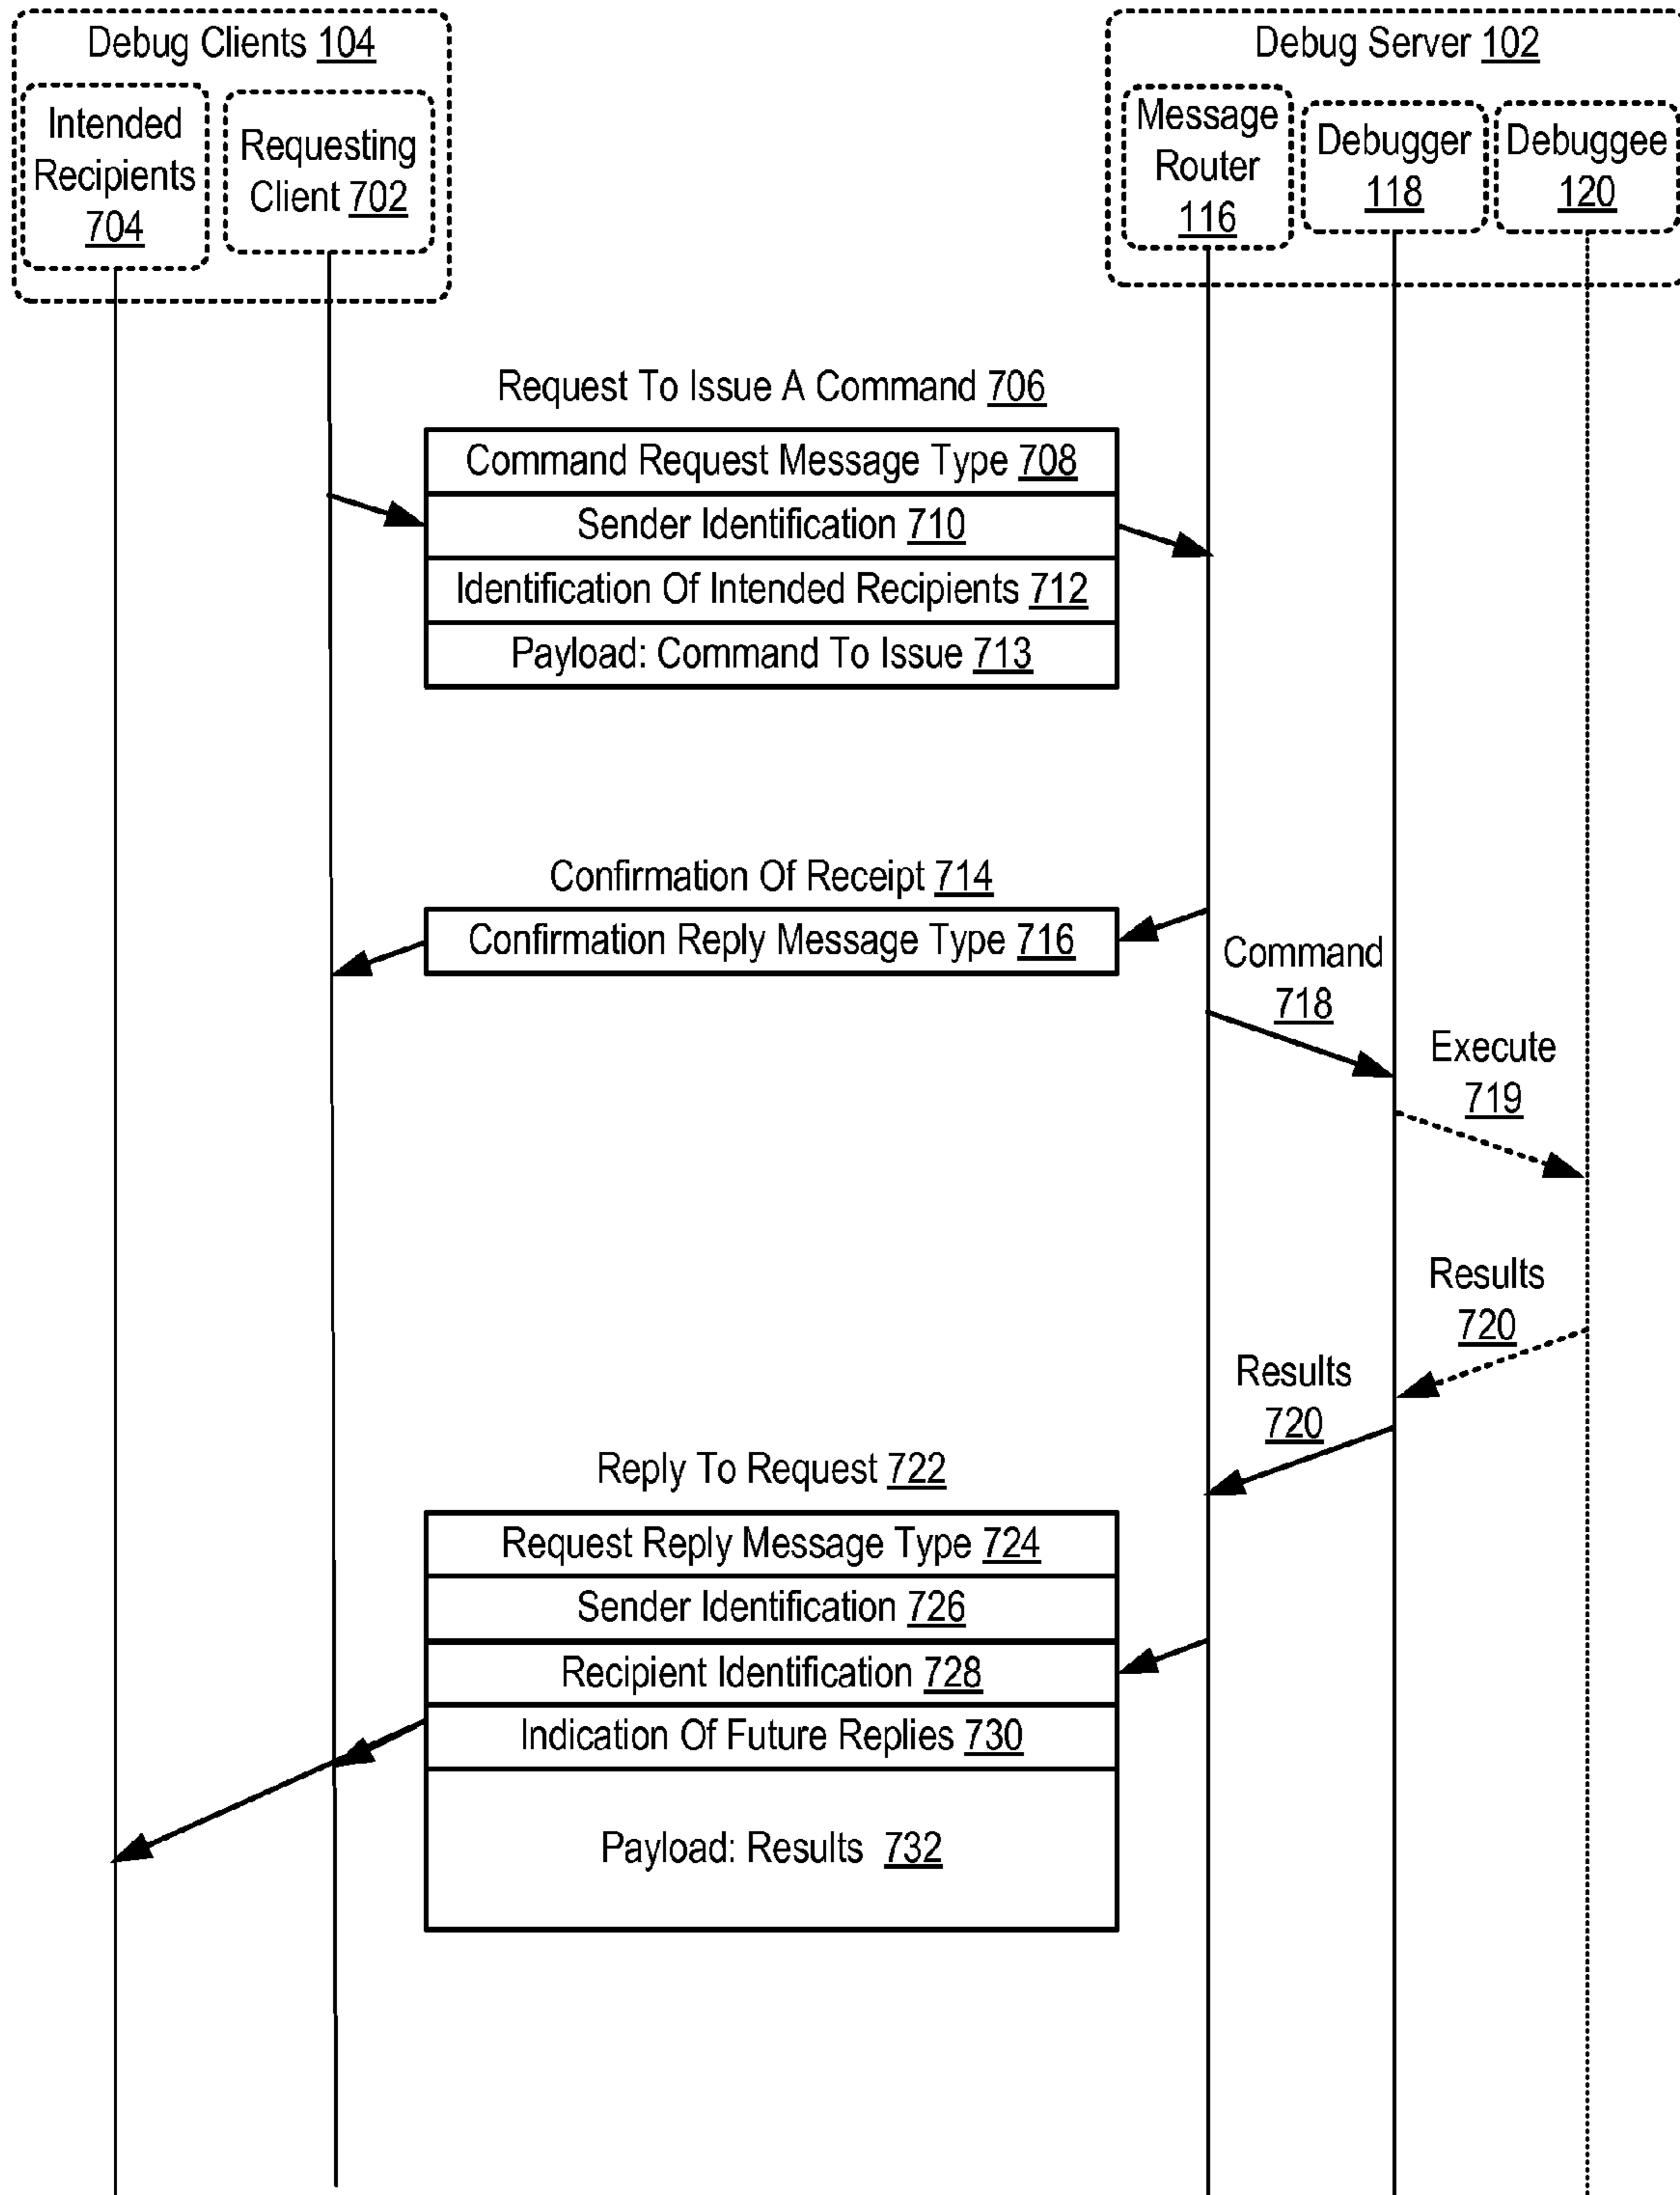 Debug Clients 104
Intended
Recipients
704
Requesting
Client 702
Debug Server 102
Message
Router
116
Debugger
118
Debuggee
120
Request To Issue A Command 706
Command Request Message Type 708
Sender Identification 710
Identification Of Intended Recipients 712
Payload: Command To Issue 713
Confirmation Of Receipt 714
Confirmation Reply Message Type 716
Command
718
Execute
719
Results
720
Results
720
Reply To Request 722
Request Reply Message Type 724
Sender Identification 726
Recipient Identification 728
Indication Of Future Replies 730
Payload: Results 732